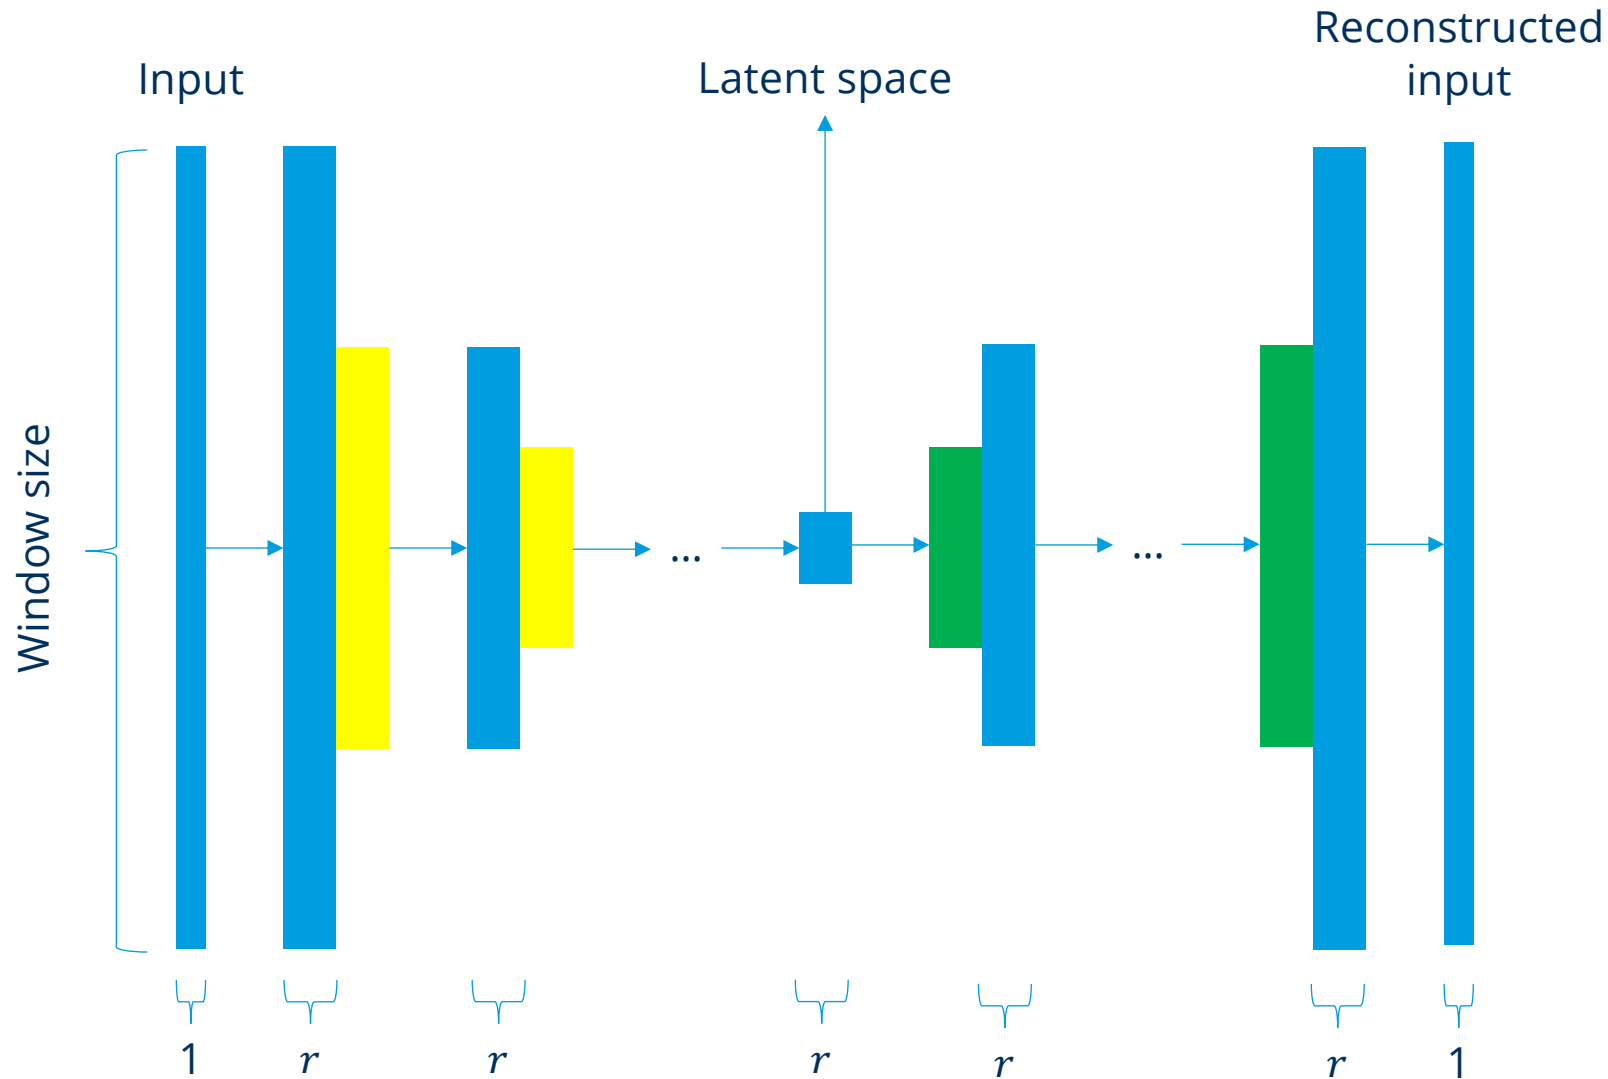 Reconstructed
input
Input
Latent space
Window size
...
...
1
r
r
r
r
r
1